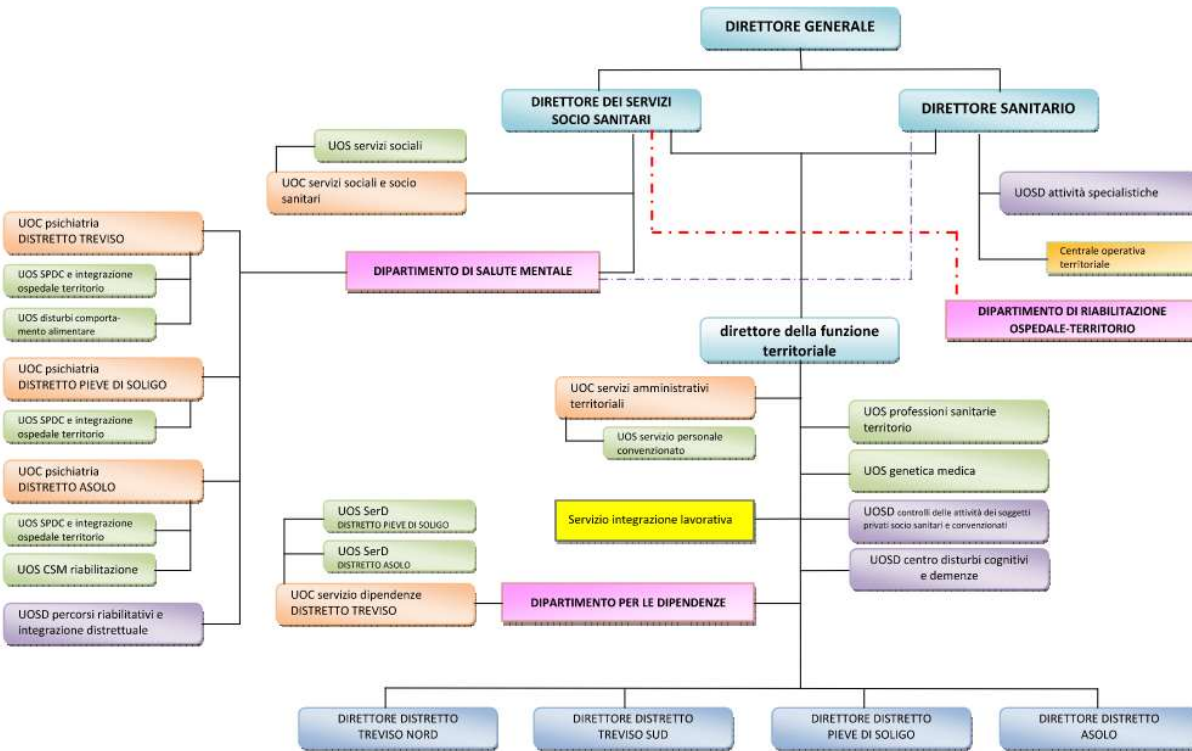 DIRETTORE GENERALE
DIRETTORE DEI SERVIZI
SOCIO SANITARI
DIRETTORE SANITARIO
UOS servizi sociali
UOC servizi sociali e socio
sanitari
UOSD attività specialistiche
Centrale operativa
territoriale
UOC psichiatria
DISTRETTO TREVISO
UOS SPDC e integrazione
ospedale territorio
UOS disturbi comporta-
mento alimentare
UOC psichiatria
DISTRETTO PIEVE DI SOLIGO
UOS SPDC e integrazione
ospedale territorio
UOC psichiatria
DISTRETTO ASOLO
UOS SPDC e integrazione
ospedale territorio
UOS CSM riabilitazione
UOSD percorsi riabilitativi e
integrazione distrettuale
DIPARTIMENTO DI SALUTE MENTALE
DIPARTIMENTO DI RIABILITAZIONE
OSPEDALE-TERRITORIO
direttore della funzione
territoriale
UOC servizi amministrativi
territoriali
UOS servizio personale
convenzionato
UOS professioni sanitarie
territorio
UOS genetica medica
Servizio integrazione lavorativa
UOSD controlli delle attività dei soggetti
privati socio sanitari e convenzionati
UOSD centro disturbi cognitivi
e demenze
UOS SerD
DISTRETTO PIEVE DI SOLIGO
UOS SerD
DISTRETTO ASOLO
UOC servizio dipendenze
DISTRETTO TREVISO
DIPARTIMENTO PER LE DIPENDENZE
DIRETTORE DISTRETTO
TREVISO NORD
DIRETTORE DISTRETTO
TREVISO SUD
DIRETTORE DISTRETTO
PIEVE DI SOLIGO
DIRETTORE DISTRETTO
ASOLO